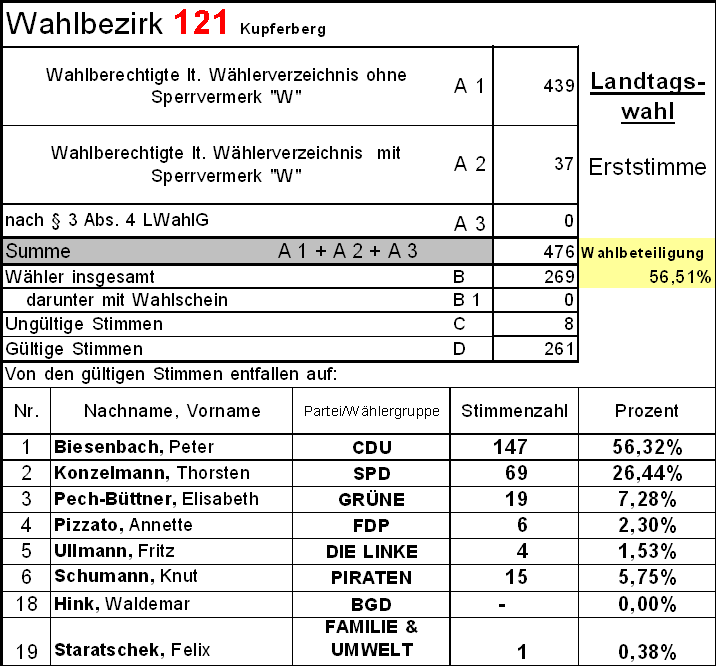 Wahlbezirk 121 Kupferberg
Wahlberechtigte lt. Wählerverzeichnis ohne
Sperrvermerk "W"
A 1
439
Landtags-
wahl
Wahlberechtigte lt. Wählerverzeichnis mit
Sperrvermerk "W"
A 2
37
Erststimme
nach § 3 Abs. 4 LWahlG A 3 0
Summe A 1 + A 2 + A 3 476 Wahlbeteiligung
Wähler insgesamt B 269 56,51%
darunter mit Wahlschein B 1 0
Ungültige Stimmen C 8
Gültige Stimmen D 261
Von den gültigen Stimmen entfallen auf:
Nr. Nachname, Vorname Partei/Wählergruppe Stimmenzahl Prozent
1 Biesenbach, Peter CDU 147 56,32%
2 Konzelmann, Thorsten SPD 69 26,44%
3 Pech-Büttner, Elisabeth GRÜNE 19 7,28%
4 Pizzato, Annette FDP 6 2,30%
5 Ullmann, Fritz DIE LINKE 4 1,53%
6 Schumann, Knut PIRATEN 15 5,75%
18 Hink, Waldemar BGD - 0,00%
FAMILIE &
19 Staratschek, Felix UMWELT 1 0,38%